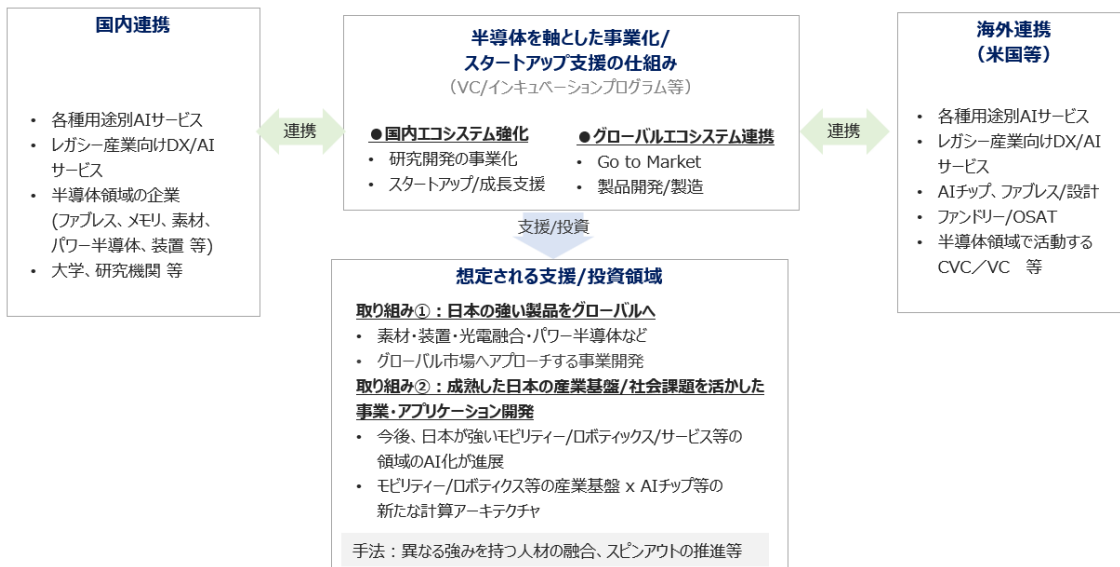 国内連携
• 各種用途別AIサービス
• レガシー産業向けDX/AI
サービス
• 半導体領域の企業
(ファブレス、メモリ、素材、
パワー半導体、装置 等)
• 大学、研究機関 等
連携
半導体を軸とした事業化/
スタートアップ支援の仕組み
(VC/インキュベーションプログラム等)
●国内エコシステム強化
• 研究開発の事業化
• スタートアップ/成長支援
●グローバルエコシステム連携
• Go to Market
• 製品開発/製造
連携
海外連携
(米国等)
• 各種用途別AIサービス
• レガシー産業向けDX/AI
サービス
• AIチップ、ファブレス/設計
• ファンドリー/OSAT
• 半導体領域で活動する
CVC/VC 等
支援/投資
想定される支援/投資領域
取り組み①:日本の強い製品をグローバルへ
• 素材・装置・光電融合・パワー半導体など
• グローバル市場へアプローチする事業開発
取り組み②:成熟した日本の産業基盤/社会課題を活かした
事業・アプリケーション開発
• 今後、日本が強いモビリティー/ロボティックス/サービス等の
領域のAI化が進展
• モビリティー/ロボティクス等の産業基盤 x AIチップ等の
新たな計算アーキテクチャ
手法:異なる強みを持つ人材の融合、スピンアウトの推進等